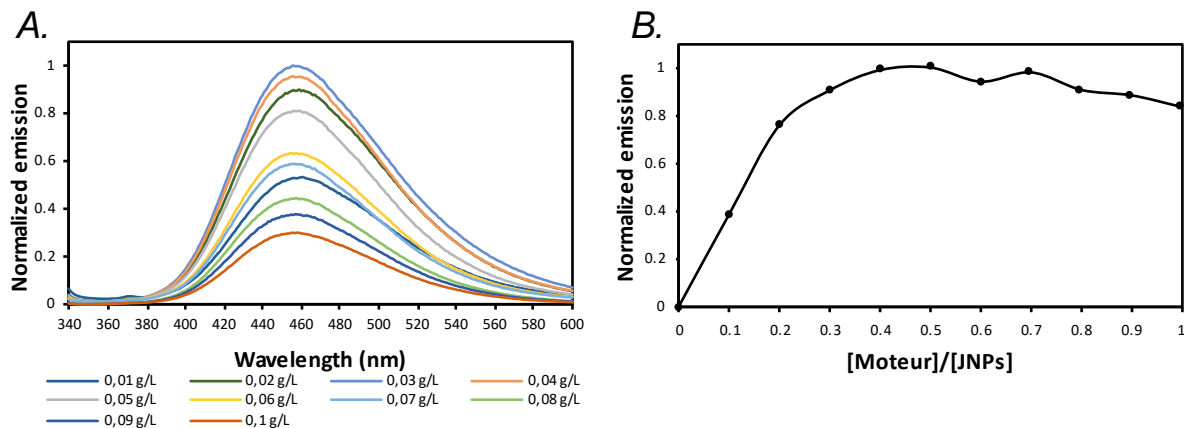 A.
Normalized emission
1
0.8
0.6
0.4
0.2
0
340 360 380 400 420 440 460 480 500 520 540 560 580 600
Wavelength (nm)
0,01 g/L 0,02 g/L 0,03 g/L 0,04 g/L
0,05 g/L 0,06 g/L 0,07 g/L 0,08 g/L
0,09 g/L 0,1 g/L
B.
Normalized emission
1
0.8
0.6
0.4
0.2
0
0 0.1 0.2 0.3 0.4 0.5 0.6 0.7 0.8 0.9 1
[Moteur]/[JNPs]